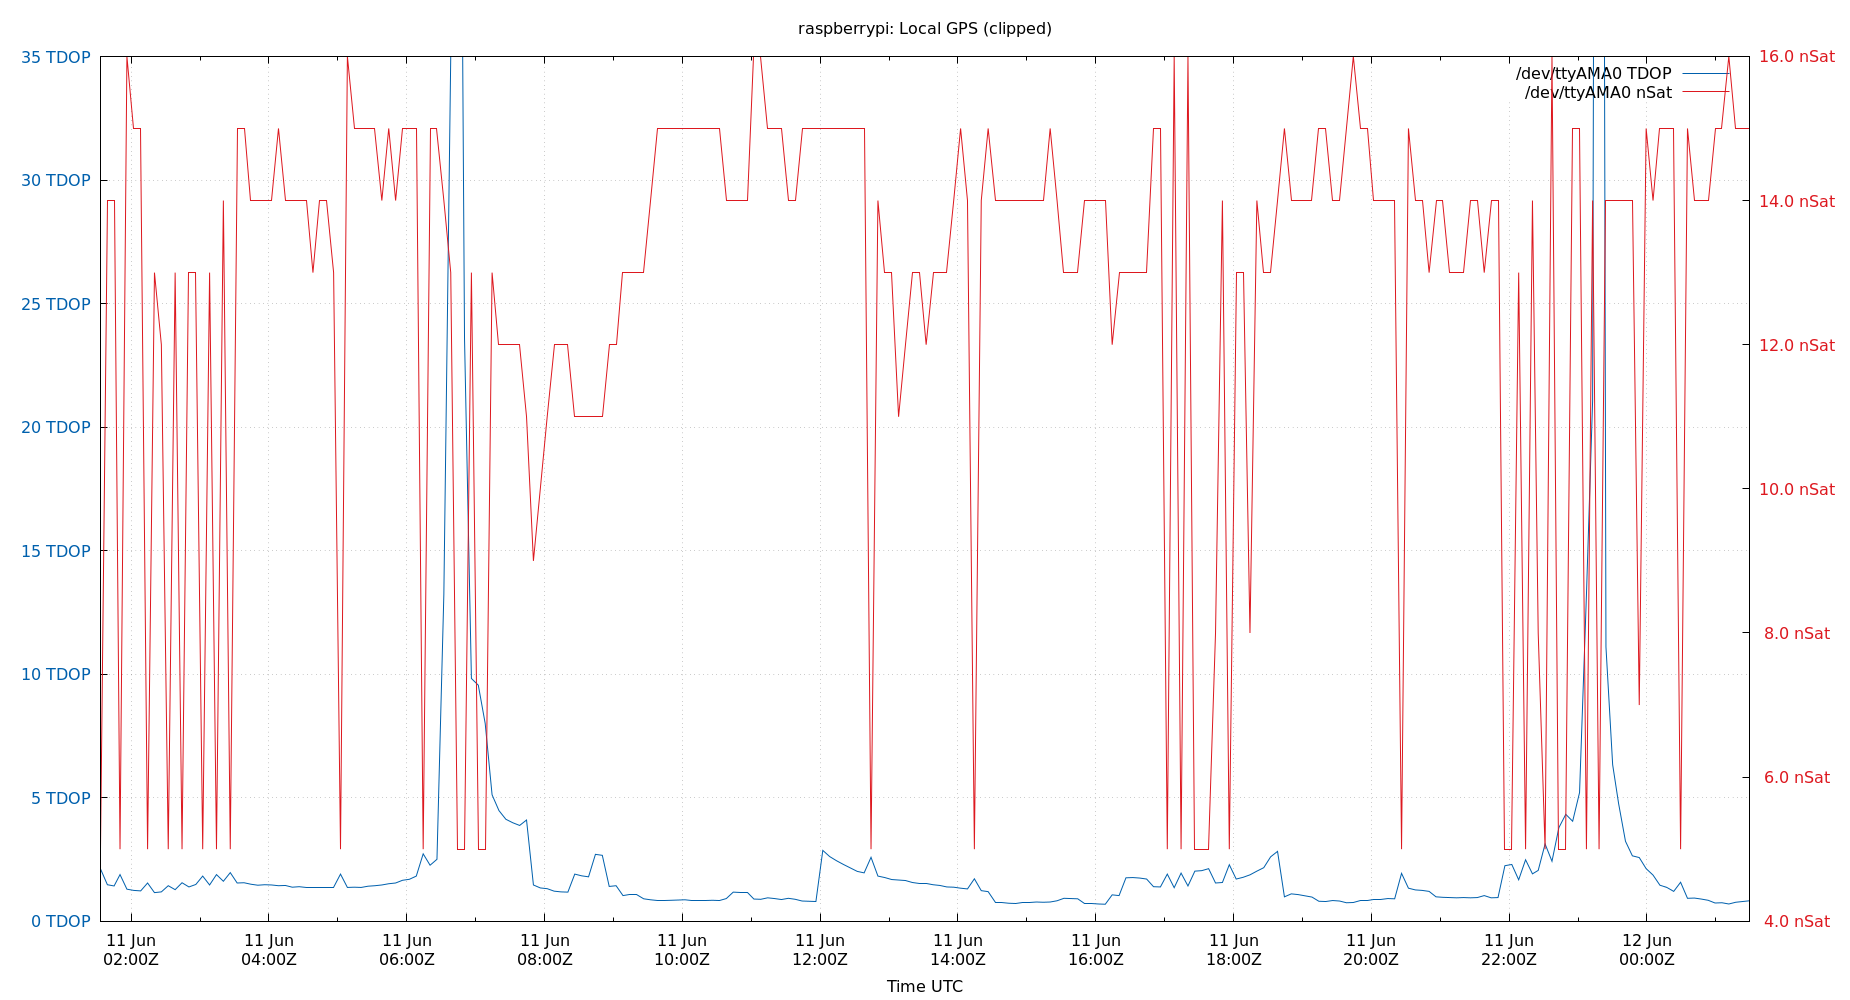 raspberrypi: Local GPS (clipped)
35 TDOP
30 TDOP
25 TDOP
20 TDOP
15 TDOP
10 TDOP
5 TDOP
0 TDOP
16.0 nSat
14.0 nSat
12.0 nSat
10.0 nSat
8.0 nSat
6.0 nSat
4.0 nSat
/dev/ttyAMA0 TDOP
/dev/ttyAMA0 nSat
11 Jun
02:00Z
11 Jun
04:00Z
11 Jun
06:00Z
11 Jun
08:00Z
11 Jun
10:00Z
11 Jun
12:00Z
11 Jun
14:00Z
11 Jun
16:00Z
11 Jun
18:00Z
11 Jun
20:00Z
11 Jun
22:00Z
12 Jun
00:00Z
Time UTC